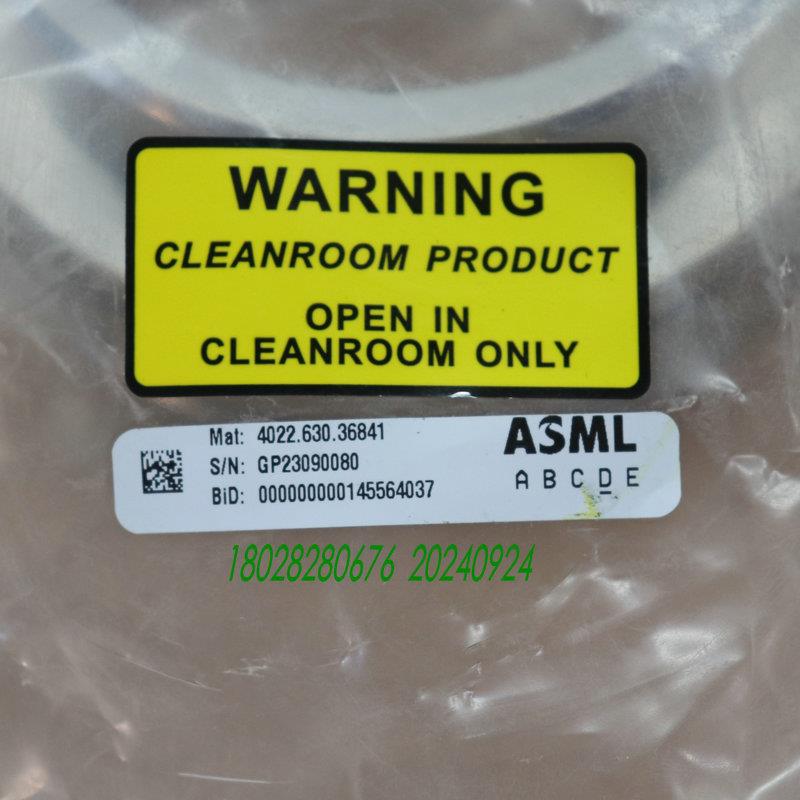 WARNING
CLEANROOM PRODUCT
OPEN IN
CLEANROOM ONLY
Mat: 4022.630.36841
S/N: GP23090080
BiD: 000000000145564037
ASML
A B C D E
18028280676 20240924